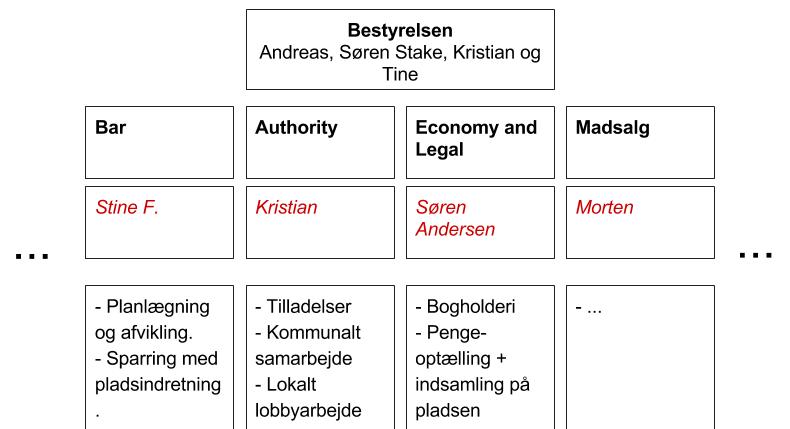 Bestyrelsen
Andreas, Søren Stake, Kristian og
Tine
Bar
Authority
Economy and
Legal
Madsalg
Stine F.
Kristian
Søren
Andersen
Morten
...
...
- Planlægning
og afvikling.
- Sparring med
pladsindretning
.
- Tilladelser
- Kommunalt
samarbejde
- Lokalt
lobbyarbejde
- Bogholderi
- Penge-
optælling +
indsamling på
pladsen
- ...